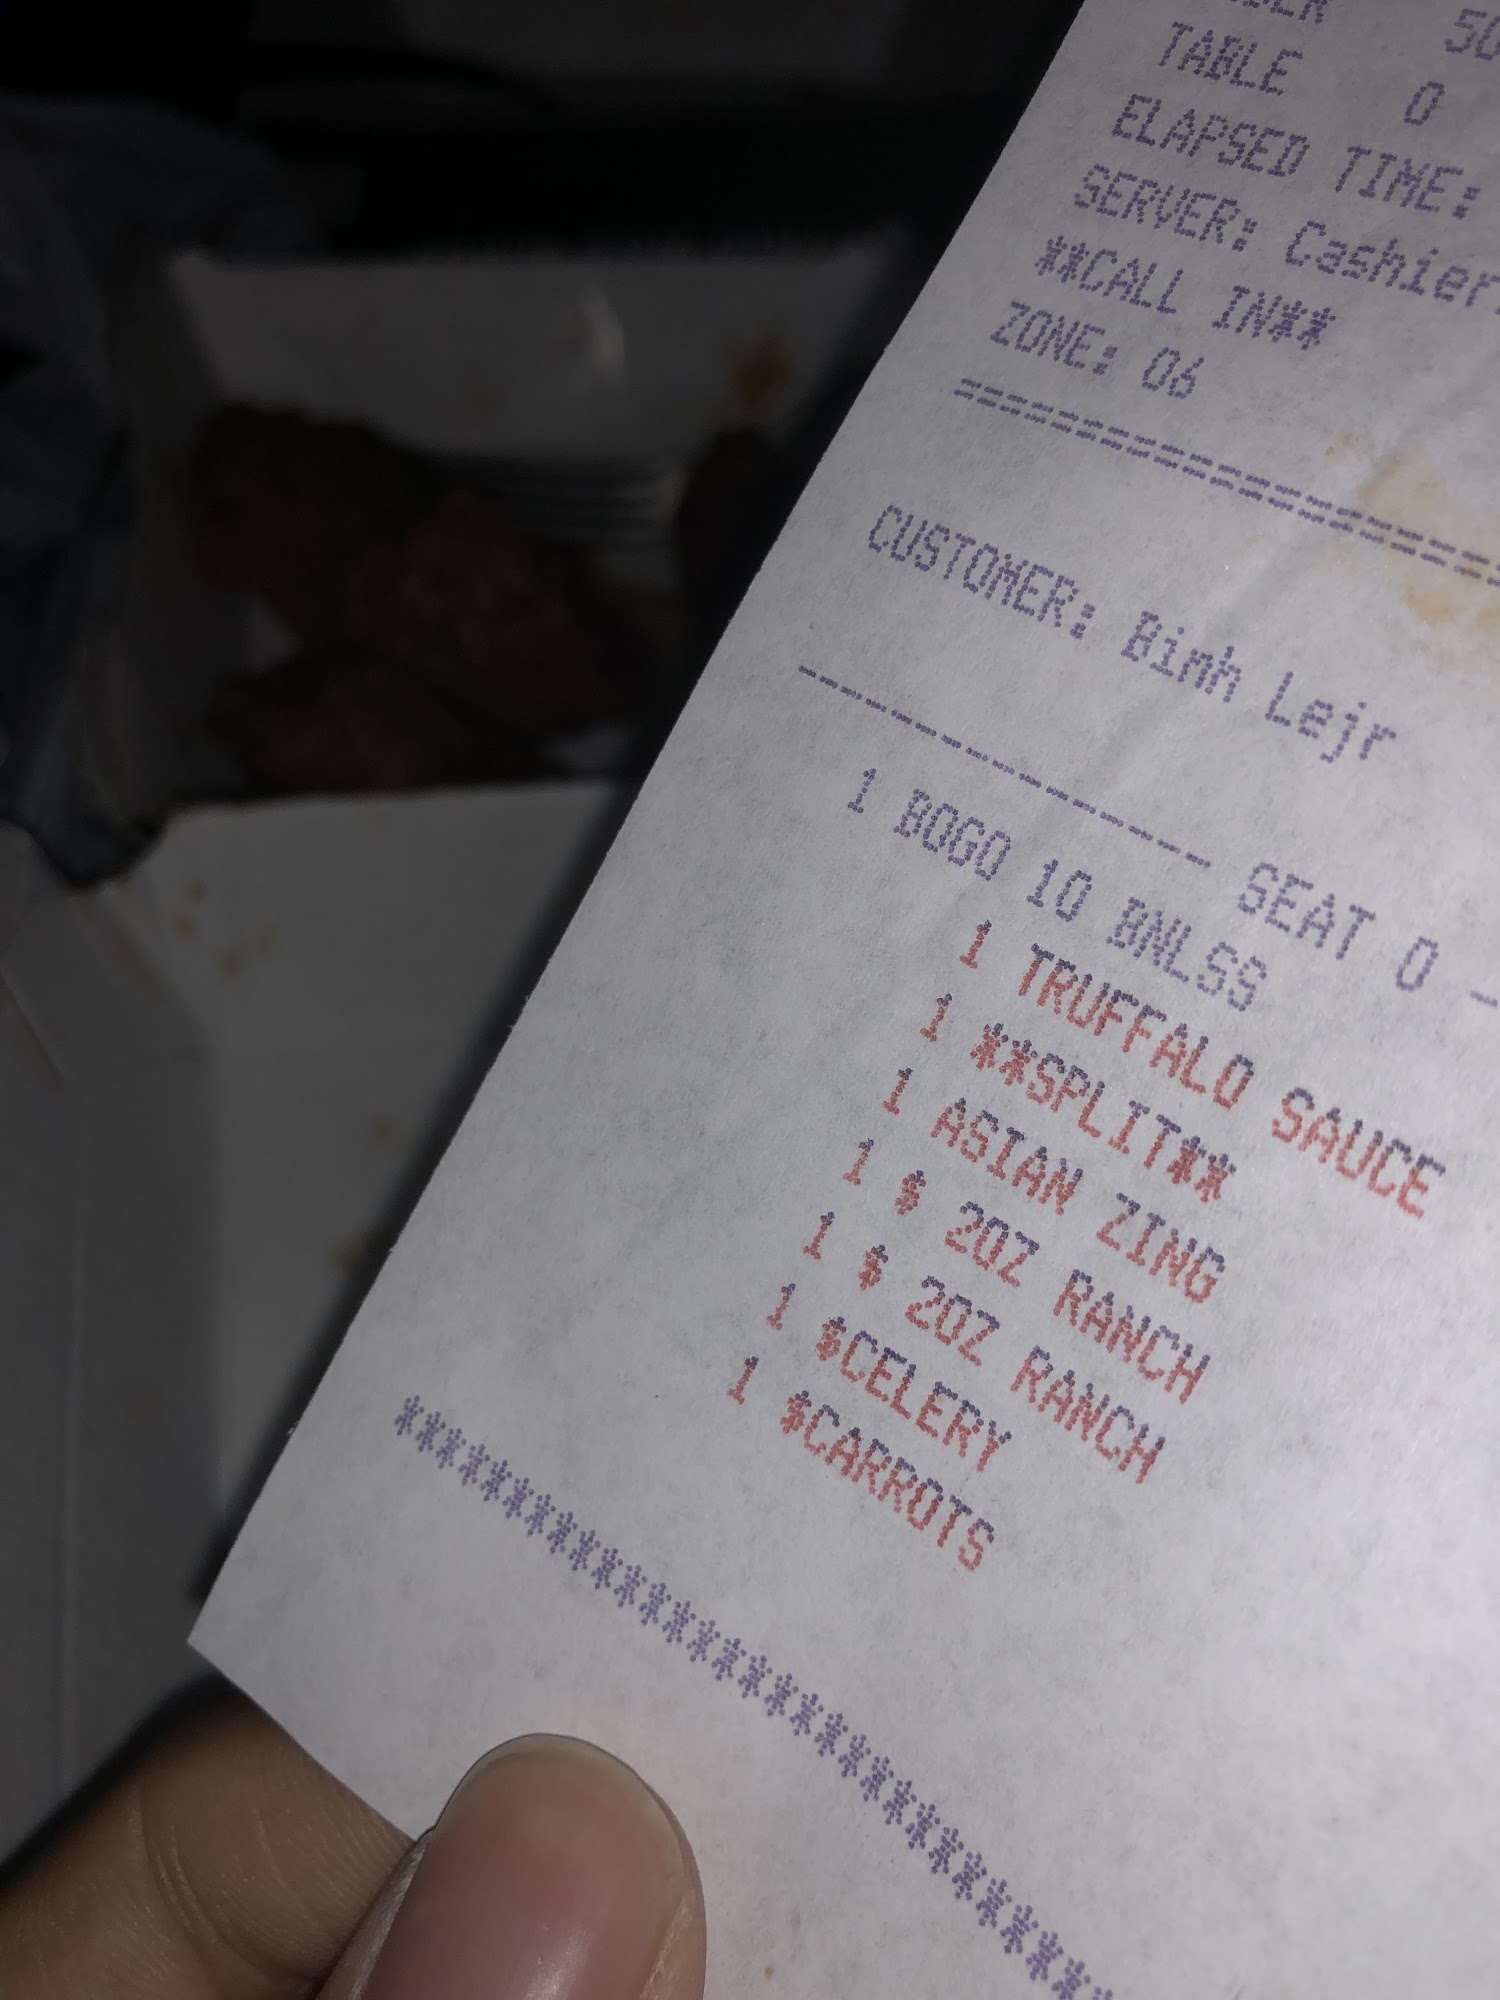 TABLE 0
ELAPSED TIME:
SERVER: Cashier
**CALL IN**
ZONE: 06
==========================
CUSTOMER: Binh Lejr
------------------ SEAT 0 -
1 BOGO 10 BNLSS
1 TRUFFALO SAUCE
1 **SPLIT**
1 ASIAN ZING
1 $ 2OZ RANCH
1 $ 2OZ RANCH
1 $CELERY
1 $CARROTS
******************************